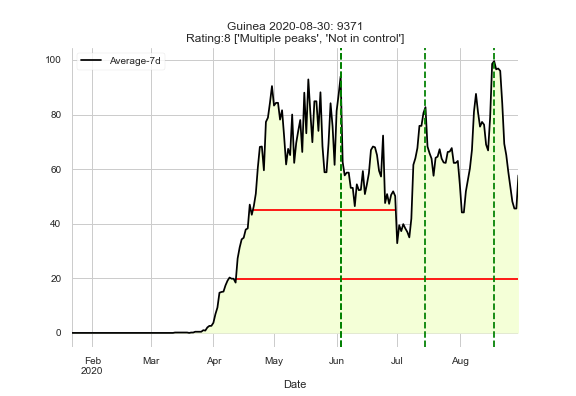 Guinea 2020-08-30: 9371
Rating:8 ['Multiple peaks', 'Not in control']
Average-7d
100
80
60
40
20
0
Feb Mar Apr May Jun Jul Aug
2020
Date